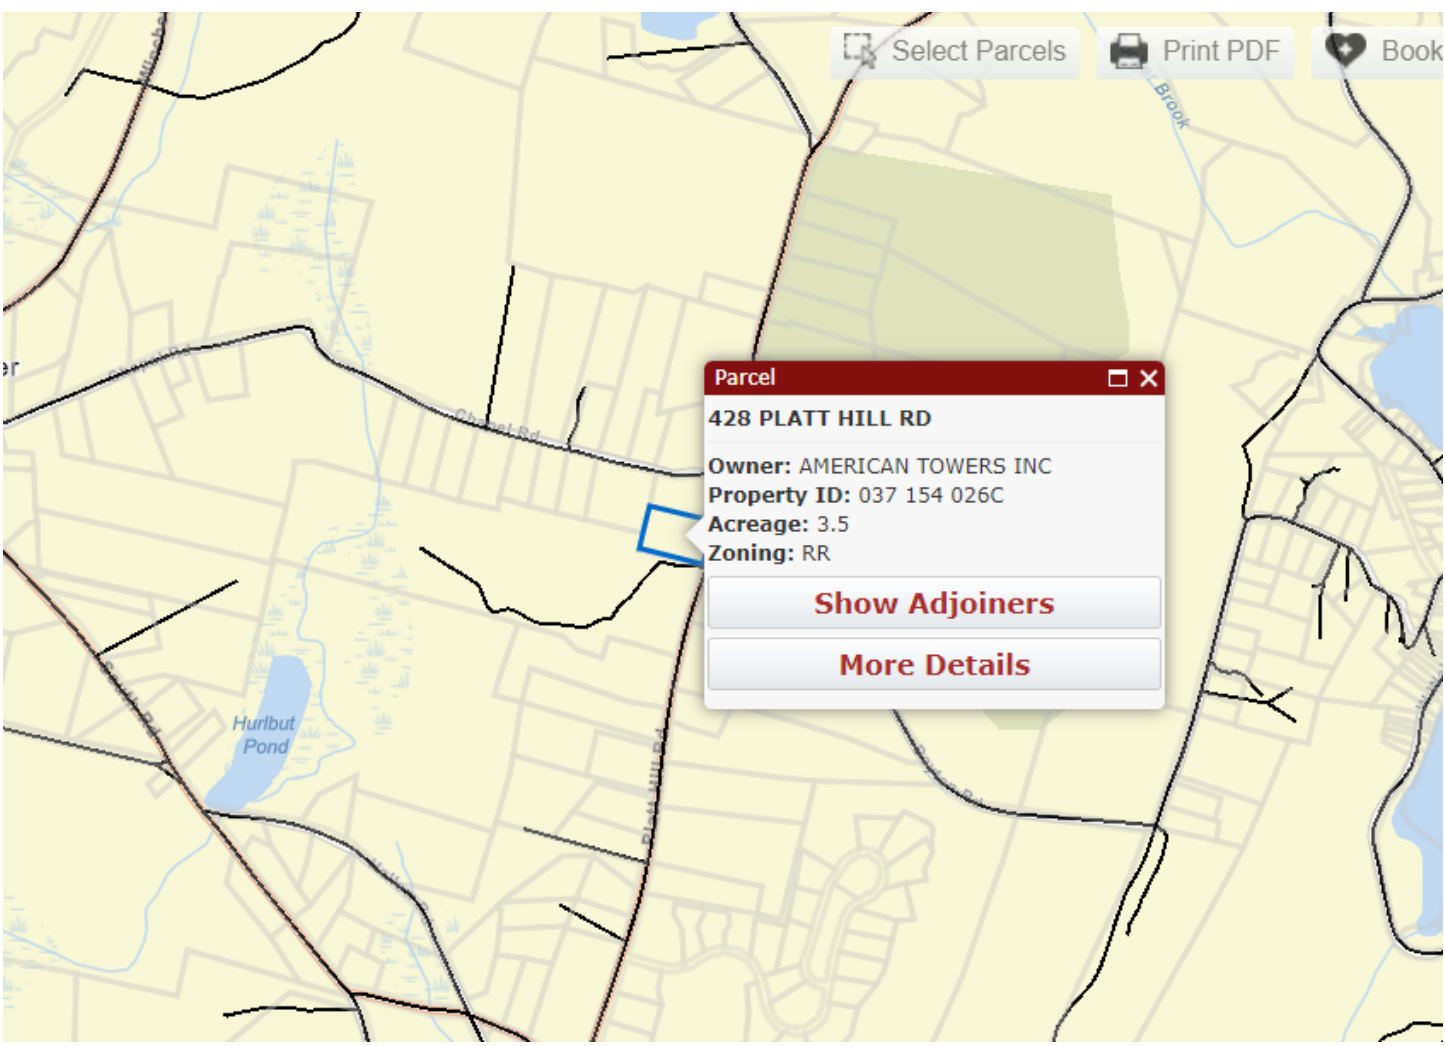 Select Parcels
Print PDF
Book
Brook
er
Chapel Rd
Parcel
428 PLATT HILL RD
Owner: AMERICAN TOWERS INC
Property ID: 037 154 026C
Acreage: 3.5
Zoning: RR
Show Adjoiners
More Details
Hurlbut
Pond
Platt Hill Rd